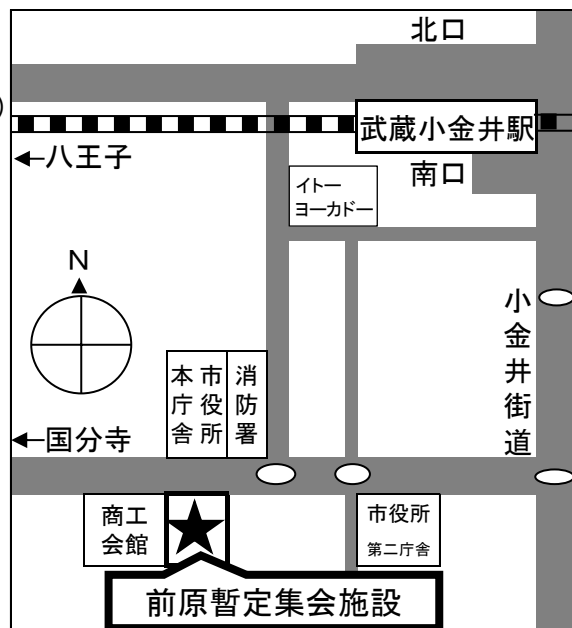 北口
武蔵小金井駅
←八王子
南口
イトー
ヨーカドー
N
小金井街道
市役所
本庁舎
消防署
←国分寺
商工
会館
市役所
第二庁舎
前原暫定集会施設